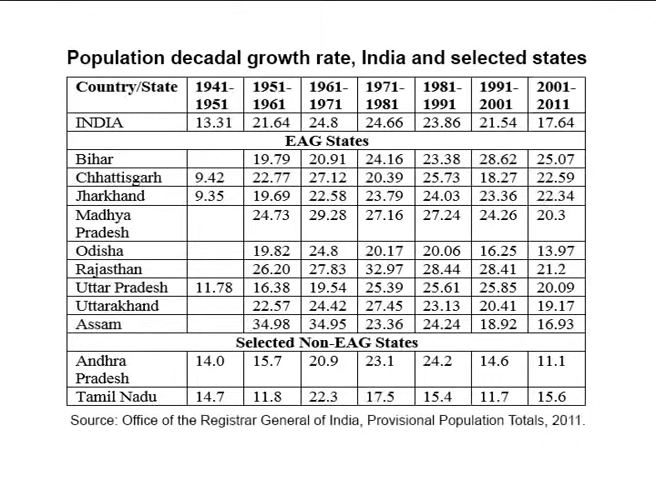 Population decadal growth rate, India and selected states
Country/State 1941-1951 1951-1961 1961-1971 1971-1981 1981-1991 1991-2001 2001-2011
INDIA 13.31 21.64 24.8 24.66 23.86 21.54 17.64
EAG States
Bihar 19.79 20.91 24.16 23.38 28.62 25.07
Chhattisgarh 9.42 22.77 27.12 20.39 25.73 18.27 22.59
Jharkhand 9.35 19.69 22.58 23.79 24.03 23.36 22.34
Madhya Pradesh 24.73 29.28 27.16 27.24 24.26 20.3
Odisha 19.82 24.8 20.17 20.06 16.25 13.97
Rajasthan 26.20 27.83 32.97 28.44 28.41 21.2
Uttar Pradesh 11.78 16.38 19.54 25.39 25.61 25.85 20.09
Uttarakhand 22.57 24.42 27.45 23.13 20.41 19.17
Assam 34.98 34.95 23.36 24.24 18.92 16.93
Selected Non-EAG States
Andhra Pradesh 14.0 15.7 20.9 23.1 24.2 14.6 11.1
Tamil Nadu 14.7 11.8 22.3 17.5 15.4 11.7 15.6
Source: Office of the Registrar General of India, Provisional Population Totals, 2011.